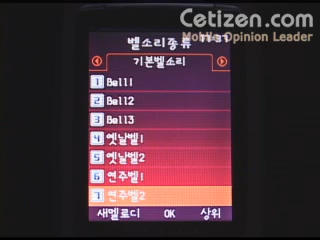 Cetizen.com
Mobile Opinion Leader
벨소리종류 11:37
기본벨소리
1 Bell1
2 Bell2
3 Bell3
4 옛날벨1
5 옛날벨2
6 연주벨1
7 연주벨2
새멜로디 OK 상위